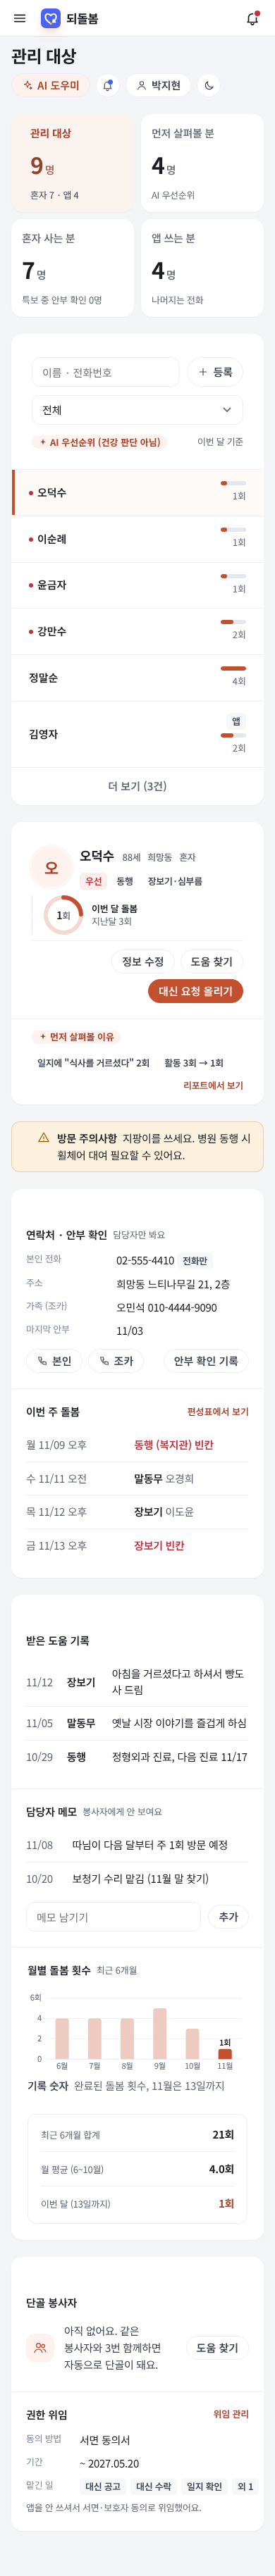 되돌봄
관리 대상
AI 도우미
박지현
관리 대상
9명
혼자 7 · 앱 4
먼저 살펴볼 분
4명
AI 우선순위
혼자 사는 분
7명
특보 중 안부 확인 0명
앱 쓰는 분
4명
나머지는 전화
이름 · 전화번호
등록
전체
AI 우선순위 (건강 판단 아님)
이번 달 기준
오덕수
1회
이순례
1회
윤금자
1회
강만수
2회
정말순
4회
김영자
앱
2회
더 보기 (3건)
오
오덕수 88세 희망동 혼자
우선 동행 장보기·심부름
1회
이번 달 돌봄
지난달 3회
정보 수정
도움 찾기
대신 요청 올리기
먼저 살펴볼 이유
일지에 "식사를 거르셨다" 2회
활동 3회 → 1회
리포트에서 보기
방문 주의사항 지팡이를 쓰세요. 병원 동행 시
휠체어 대여 필요할 수 있어요.
연락처 · 안부 확인 담당자만 봐요
본인 전화
02-555-4410 전화만
주소
희망동 느티나무길 21, 2층
가족 (조카)
오민석 010-4444-9090
마지막 안부
11/03
본인
조카
안부 확인 기록
이번 주 돌봄
편성표에서 보기
월 11/09 오후
동행 (복지관) 빈칸
수 11/11 오전
말동무 오경희
목 11/12 오후
장보기 이도윤
금 11/13 오후
장보기 빈칸
받은 도움 기록
11/12
장보기
아침을 거르셨다고 하셔서 빵도
사 드림
11/05
말동무
옛날 시장 이야기를 즐겁게 하심
10/29
동행
정형외과 진료, 다음 진료 11/17
담당자 메모 봉사자에게 안 보여요
11/08
따님이 다음 달부터 주 1회 방문 예정
10/20
보청기 수리 맡김 (11월 말 찾기)
메모 남기기
추가
월별 돌봄 횟수 최근 6개월
6회
4
2
0
1회
6월
7월
8월
9월
10월
11월
기록 숫자 완료된 돌봄 횟수, 11월은 13일까지
최근 6개월 합계
21회
월 평균 (6~10월)
4.0회
이번 달 (13일까지)
1회
단골 봉사자
아직 없어요. 같은
봉사자와 3번 함께하면
자동으로 단골이 돼요.
도움 찾기
권한 위임
위임 관리
동의 방법
서면 동의서
기간
~ 2027.05.20
맡긴 일
대신 공고
대신 수락
일지 확인
외 1
앱을 안 쓰셔서 서면·보호자 동의로 위임했어요.